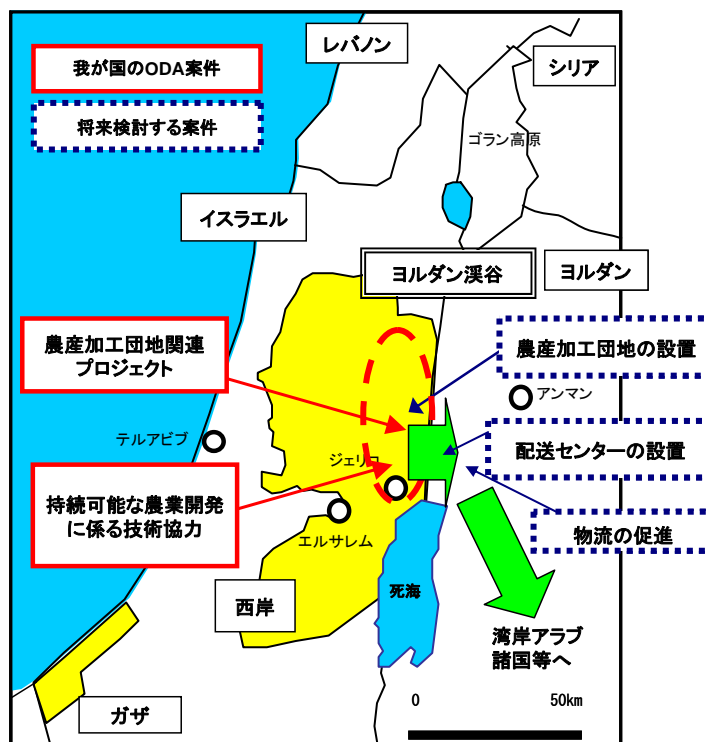 レバノン
我が国のODA案件
シリア
将来検討する案件
ゴラン高原
イスラエル
ヨルダン渓谷
ヨルダン
農産加工団地関連
プロジェクト
農産加工団地の設置
アンマン
テルアビブ
配送センターの設置
ジェリコ
持続可能な農業開発
に係る技術協力
エルサレム
物流の促進
死海
西岸
湾岸アラブ
諸国等へ
ガザ
0 50km